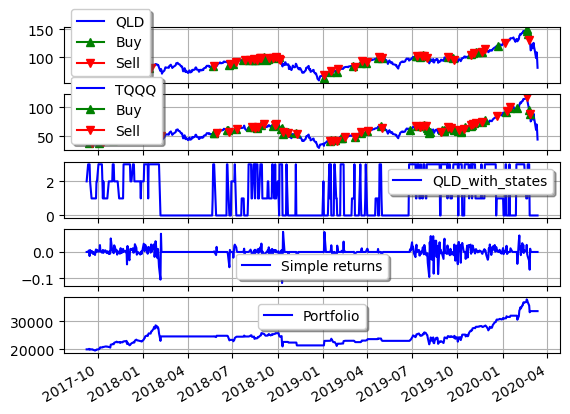 QLD
Buy
Sell
150
100
TQQQ
Buy
Sell
100
50
QLD_with_states
2
0
Simple returns
0.0
−0.1
Portfolio
30000
20000
2017-10
2018-01
2018-04
2018-07
2018-10
2019-01
2019-04
2019-07
2019-10
2020-01
2020-04